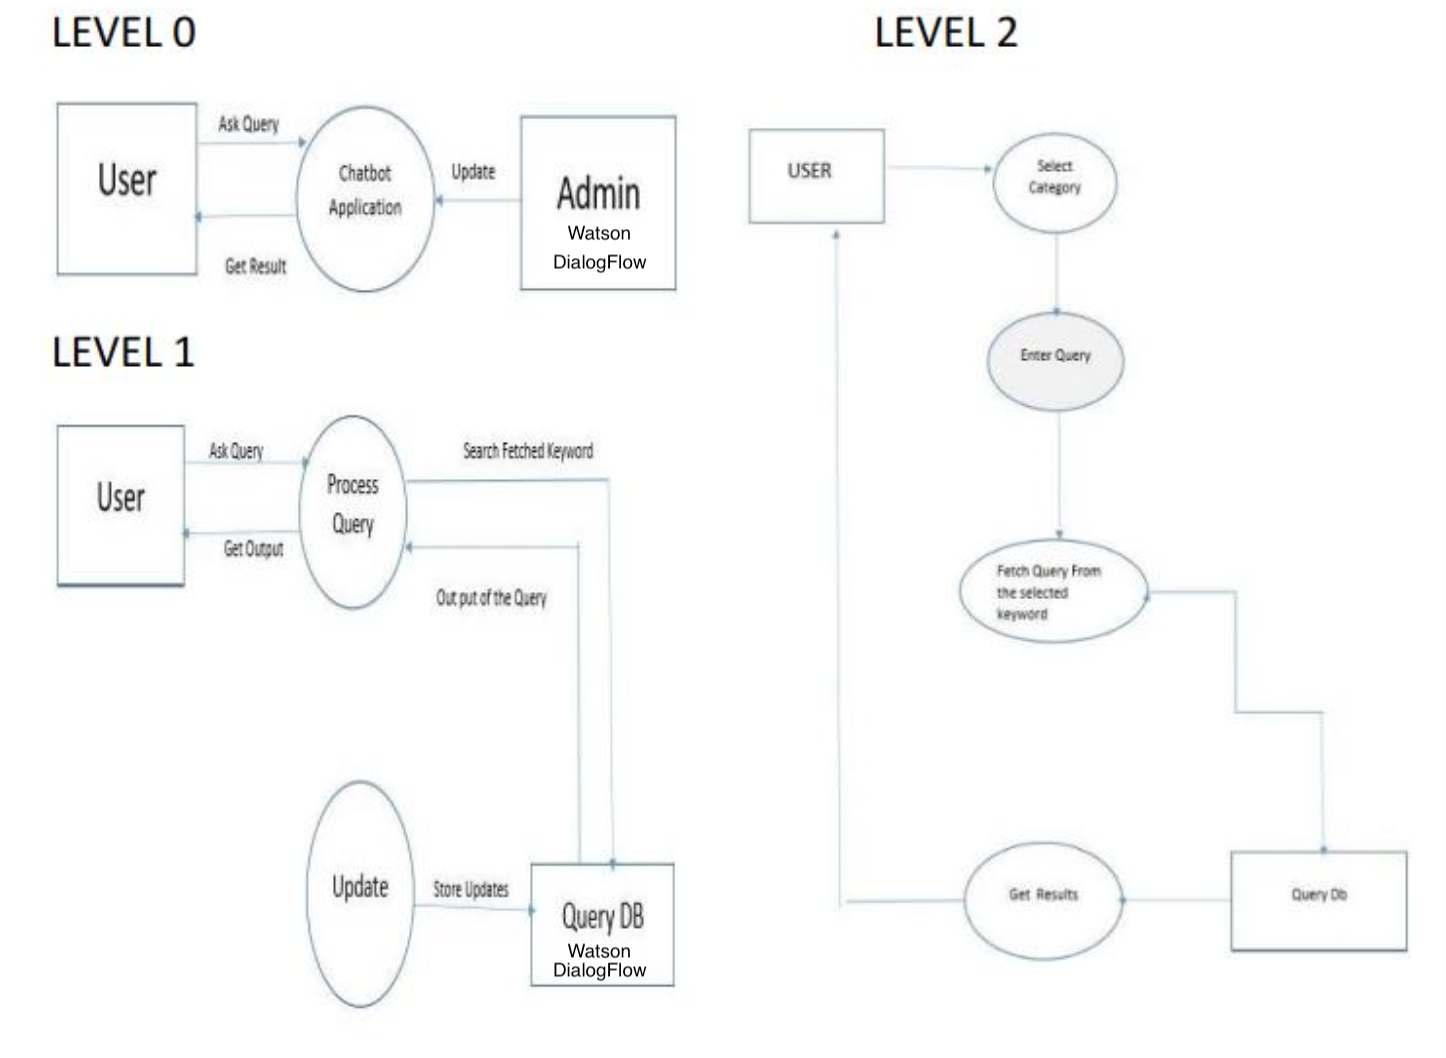 LEVEL 0
Ask Query
User
Chatbot
Application
Update
Admin
Watson
DialogFlow
Get Result
LEVEL 1
Ask Query
User
Process
Query
Search Fetched Keyword
Get Output
Out put of the Query
Update
Store Updates
Query DB
Watson
DialogFlow
LEVEL 2
USER
Select
Category
Enter Query
Fetch Query From
the selected
keyword
Get Results
Query Db